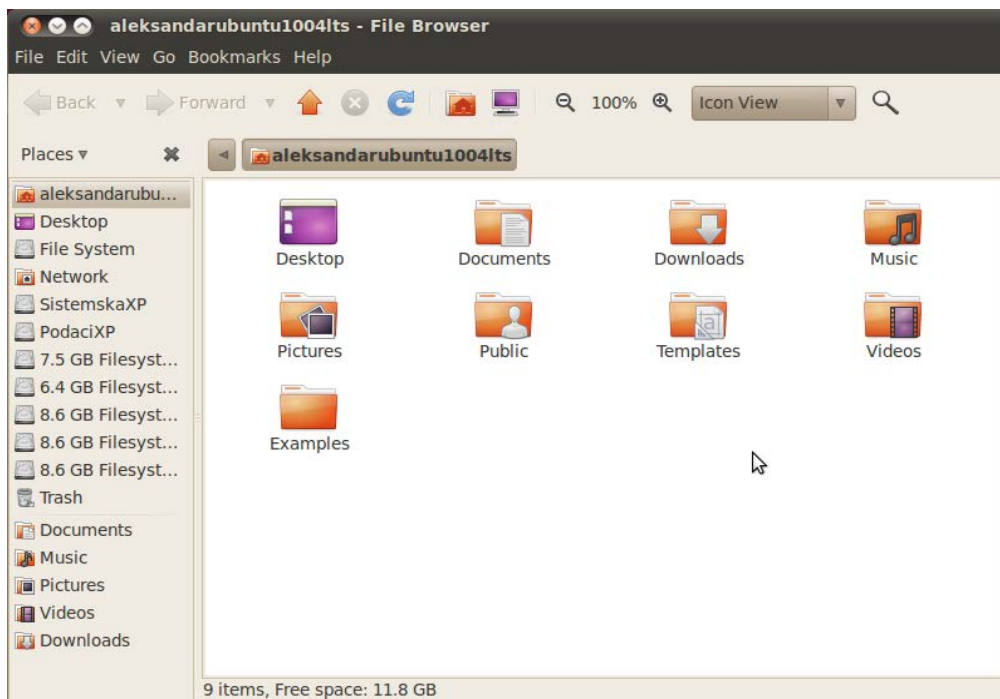 aleksandarubuntu1004lts - File Browser
File Edit View Go Bookmarks Help
Back Forward 100% Icon View
Places
aleksandarubuntu1004lts
aleksandarubu...
Desktop
File System
Network
SistemskaXP
PodaciXP
7.5 GB Filesyst...
6.4 GB Filesyst...
8.6 GB Filesyst...
8.6 GB Filesyst...
8.6 GB Filesyst...
Trash
Documents
Music
Pictures
Videos
Downloads
Desktop Documents Downloads Music
Pictures Public Templates Videos
Examples
9 items, Free space: 11.8 GB